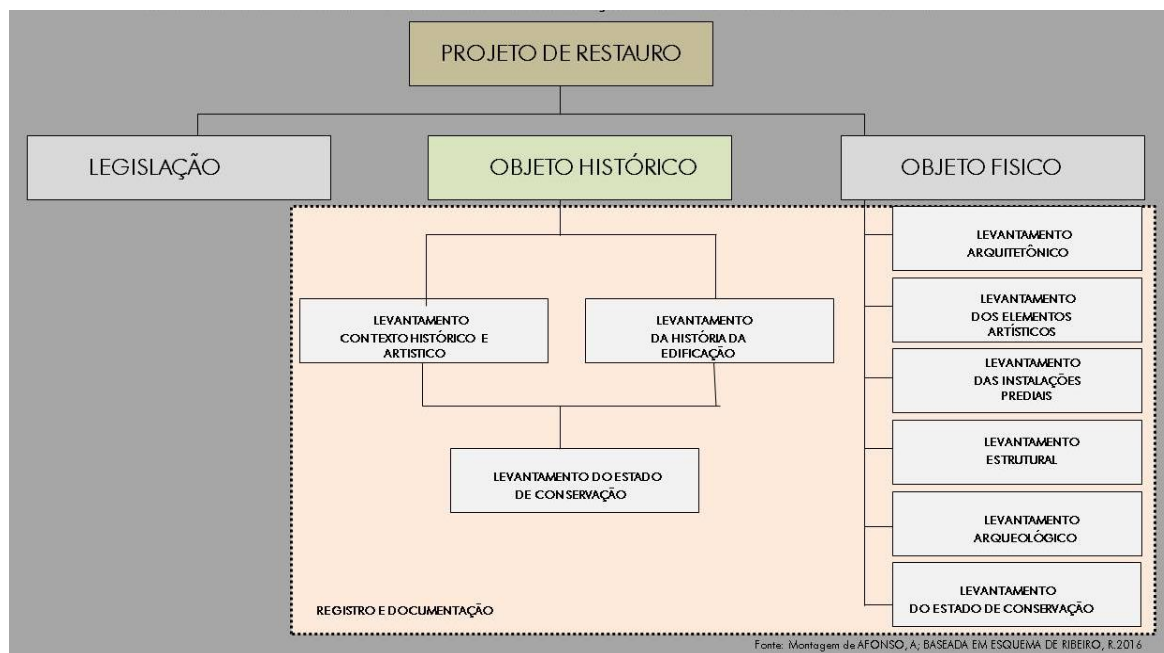 PROJETO DE RESTAURO
LEGISLAÇÃO
OBJETO HISTÓRICO
OBJETO FISICO
LEVANTAMENTO
CONTEXTO HISTÓRICO E
ARTISTICO
LEVANTAMENTO
DA HISTÓRIA DA
EDIFICAÇÃO
LEVANTAMENTO DO ESTADO
DE CONSERVAÇÃO
LEVANTAMENTO
ARQUITETÔNICO
LEVANTAMENTO
DOS ELEMENTOS
ARTÍSTICOS
LEVANTAMENTO
DAS INSTALAÇÕES
PREDIAIS
LEVANTAMENTO
ESTRUTURAL
LEVANTAMENTO
ARQUEOLÓGICO
LEVANTAMENTO
DO ESTADO DE CONSERVAÇÃO
REGISTRO E DOCUMENTAÇÃO
Fonte: Montagem de AFONSO, A; BASEADA EM ESQUEMA DE RIBEIRO, R.2016